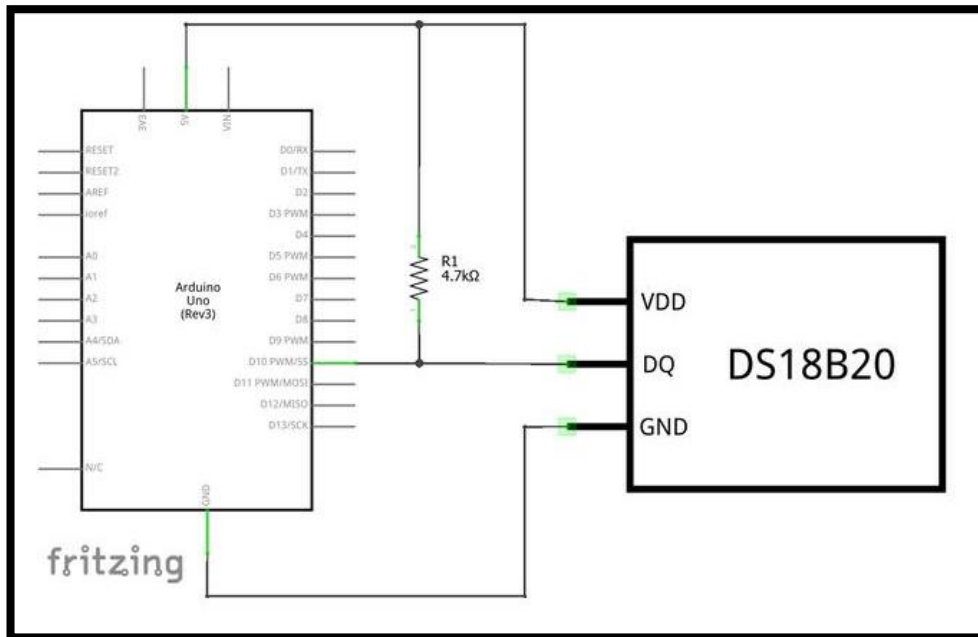 3V3
5V
VIN
RESET
RESET2
AREF
ioref
A0
A1
A2
A3
A4/SDA
A5/SCL
N/C
Arduino
Uno
(Rev3)
D0/RX
D1/TX
D2
D3 PWM
D4
D5 PWM
D6 PWM
D7
D8
D9 PWM
D10 PWM/SS
D11 PWM/MOSI
D12/MISO
D13/SCK
GND
2
R1
4.7kΩ
1
VDD
DQ
GND
DS18B20
fritzing